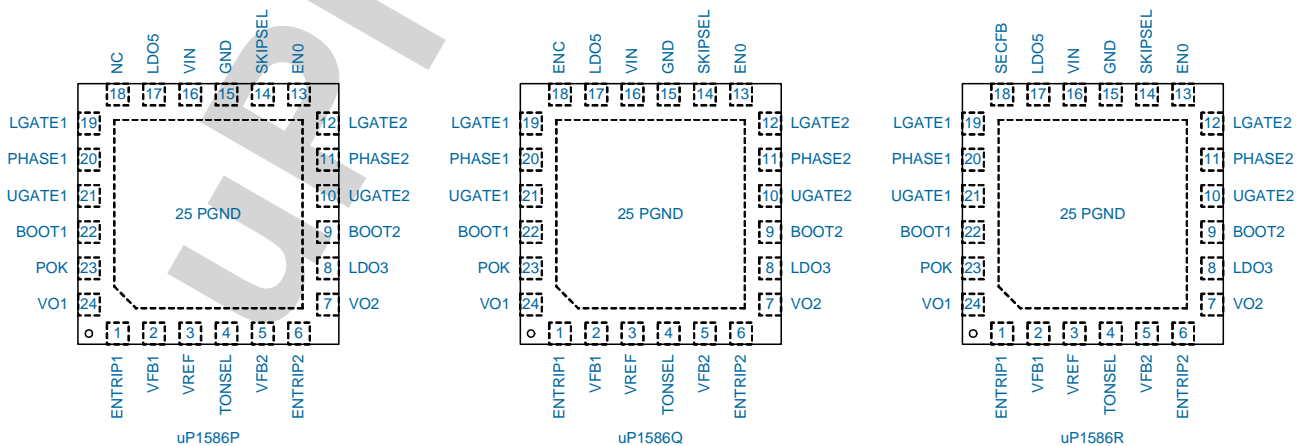 NC LDO5 VIN GND SKIPSEL EN0
18 17 16 15 14 13
LGATE1 19 12 LGATE2
PHASE1 20 11 PHASE2
UGATE1 21 10 UGATE2
25 PGND
BOOT1 22 9 BOOT2
POK 23 8 LDO3
VO1 24 7 VO2
1 2 3 4 5 6
ENTRIP1 VFB1 VREF TONSEL VFB2 ENTRIP2
uP1586P
ENC LDO5 VIN GND SKIPSEL EN0
18 17 16 15 14 13
LGATE1 19 12 LGATE2
PHASE1 20 11 PHASE2
UGATE1 21 10 UGATE2
25 PGND
BOOT1 22 9 BOOT2
POK 23 8 LDO3
VO1 24 7 VO2
1 2 3 4 5 6
ENTRIP1 VFB1 VREF TONSEL VFB2 ENTRIP2
uP1586Q
SECFB LDO5 VIN GND SKIPSEL EN0
18 17 16 15 14 13
LGATE1 19 12 LGATE2
PHASE1 20 11 PHASE2
UGATE1 21 10 UGATE2
25 PGND
BOOT1 22 9 BOOT2
POK 23 8 LDO3
VO1 24 7 VO2
1 2 3 4 5 6
ENTRIP1 VFB1 VREF TONSEL VFB2 ENTRIP2
uP1586R
uPI